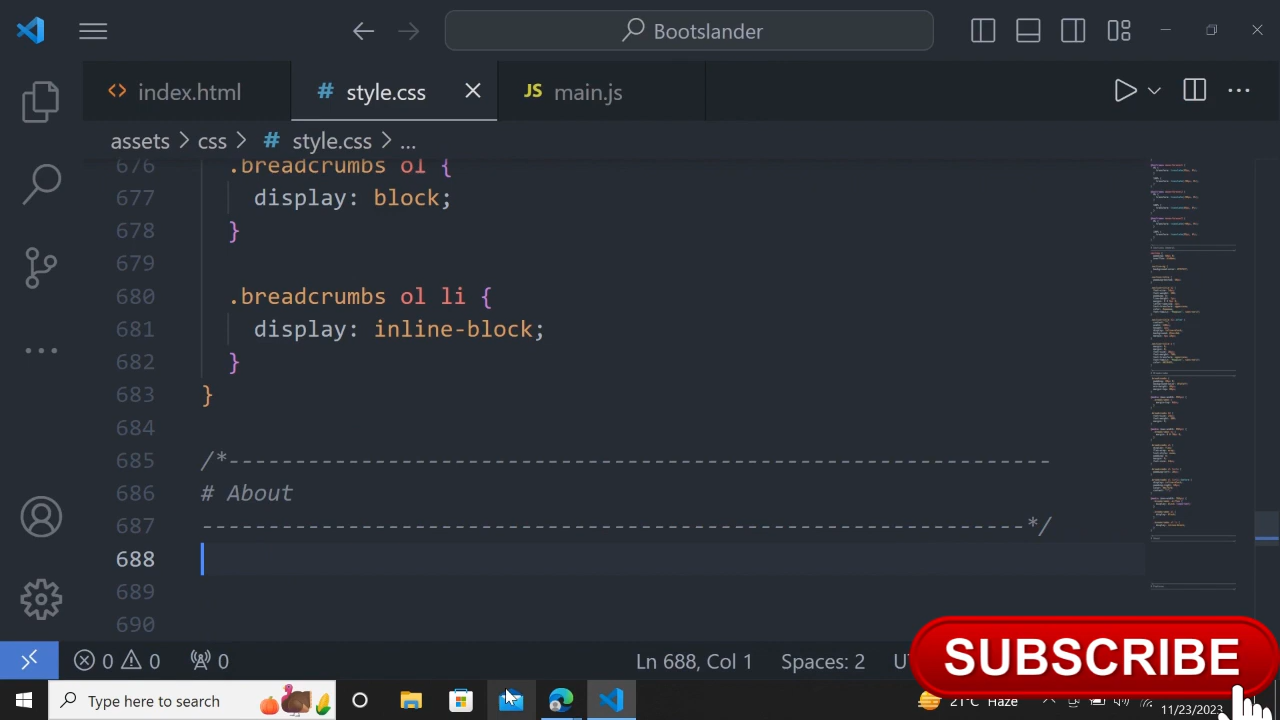 Bootslander
index.html
# style.css
JS main.js
assets > css > # style.css > ...
676 .breadcrumbs ol {
677 display: block;
678 }
679
680 .breadcrumbs ol li {
681 display: inline-block;
682 }
683 }
684
685 /*--------------------------------------------------------------
686 # About
687 --------------------------------------------------------------*/
688
689
690
0 0 0
Ln 688, Col 1 Spaces: 2
SUBSCRIBE
Type here to search
21°C Haze
11/23/2023